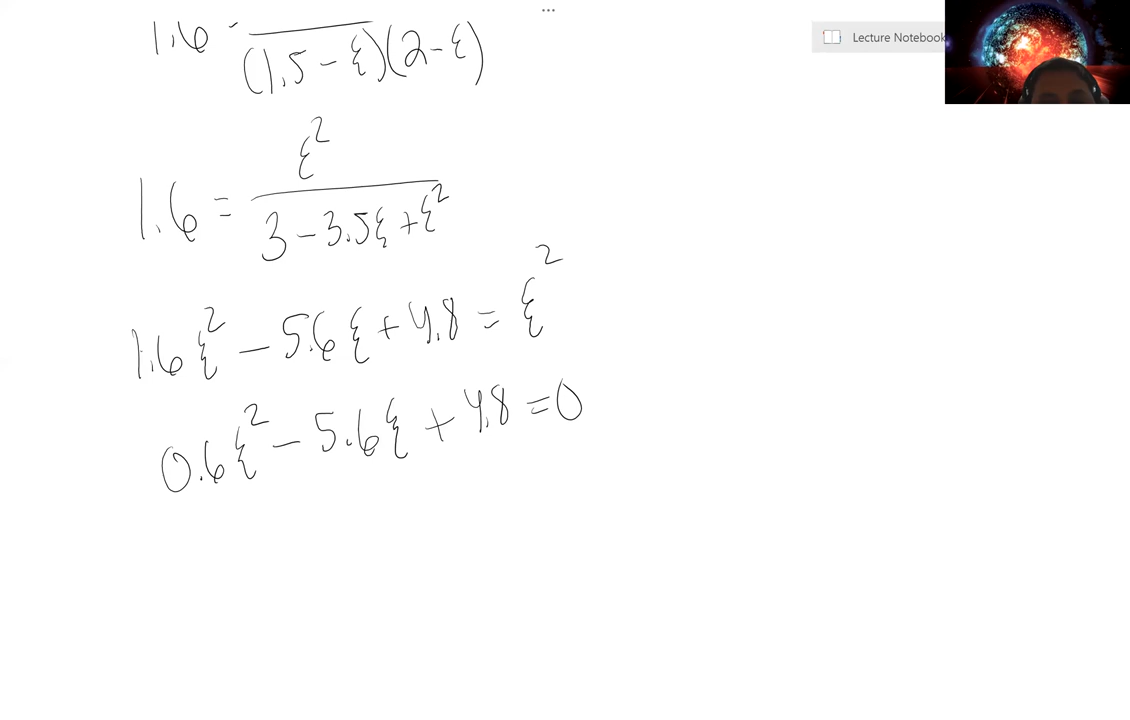 ...
Lecture Notebook
1.6 =
(1.5 - ξ)(2 - ξ)
ξ²
1.6 =
3 - 3.5ξ + ξ²
1.6ξ² - 5.6ξ + 4.8 = ξ²
0.6ξ² - 5.6ξ + 4.8 = 0